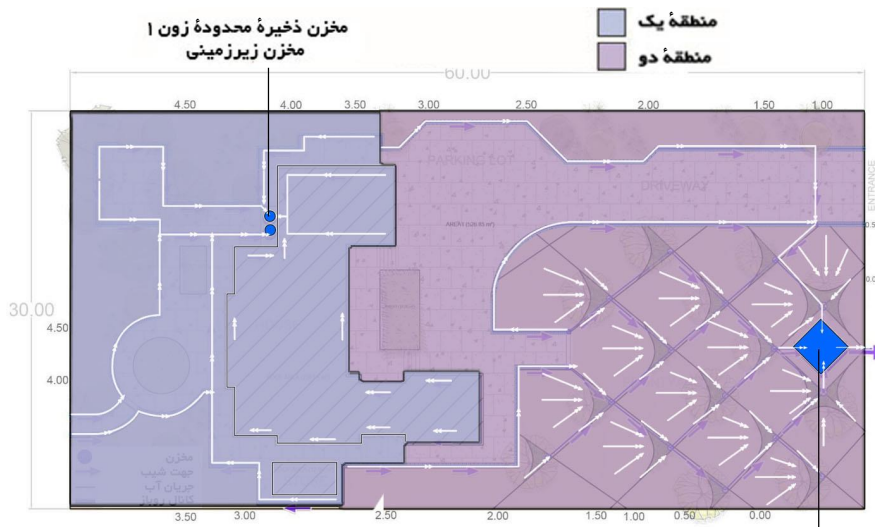 منطقهٔ یک
منطقهٔ دو
مخزن ذخیرهٔ محدودهٔ زون ۱
مخزن زیرزمینی
60.00
4.50 4.00 3.50 3.00 2.50 2.00 1.50 1.00
PARKING LOT
DRIVEWAY
ENTRANCE
30.00
4.50
4.00
مخزن
جهت شیب
جریان آب
کانال روباز
3.50 3.00 2.50 2.00 1.50 1.00 0.50 0.00